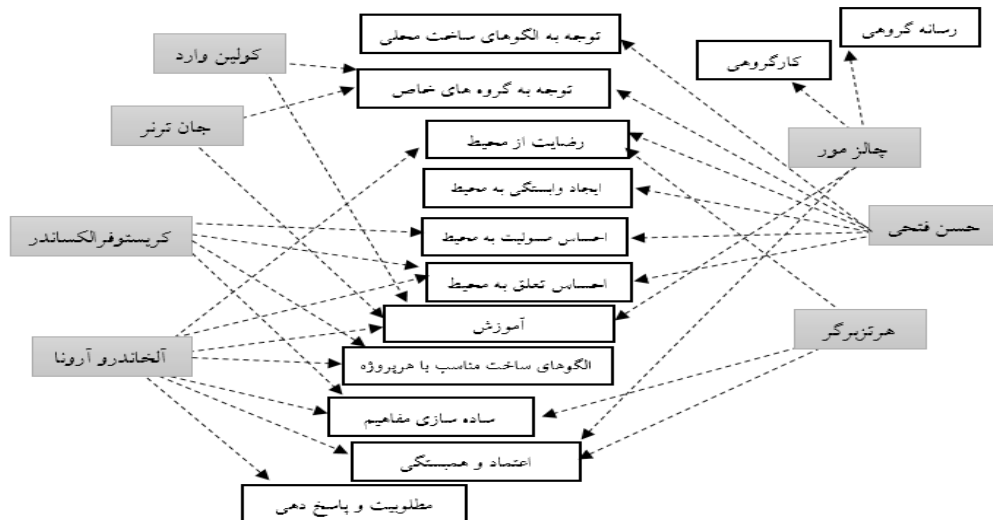 رسانه گروهی
کارگروهی
توجه به الگوهای ساخت محلی
کولین وارد
توجه به گروه های خاص
جان ترنر
رضایت از محیط
چالز مور
ایجاد وابستگی به محیط
حسن فتحی
کریستوفرالکساندر
احساس مسولیت به محیط
احساس تعلق به محیط
آموزش
هرتزبرگر
آلخاندرو آرونا
الگوهای ساخت مناسب با هرپروژه
ساده سازی مفاهیم
اعتماد و همبستگی
مطلوبیت و پاسخ دهی